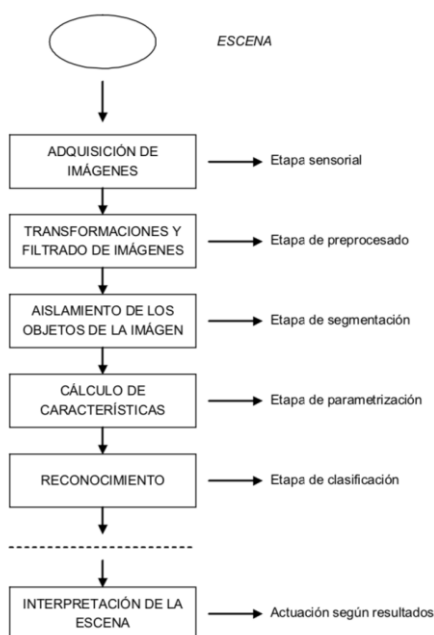 ESCENA
ADQUISICIÓN DE
IMÁGENES
Etapa sensorial
TRANSFORMACIONES Y
FILTRADO DE IMÁGENES
Etapa de preprocesado
AISLAMIENTO DE LOS
OBJETOS DE LA IMÁGEN
Etapa de segmentación
CÁLCULO DE
CARACTERÍSTICAS
Etapa de parametrización
RECONOCIMIENTO
Etapa de clasificación
INTERPRETACIÓN DE LA
ESCENA
Actuación según resultados